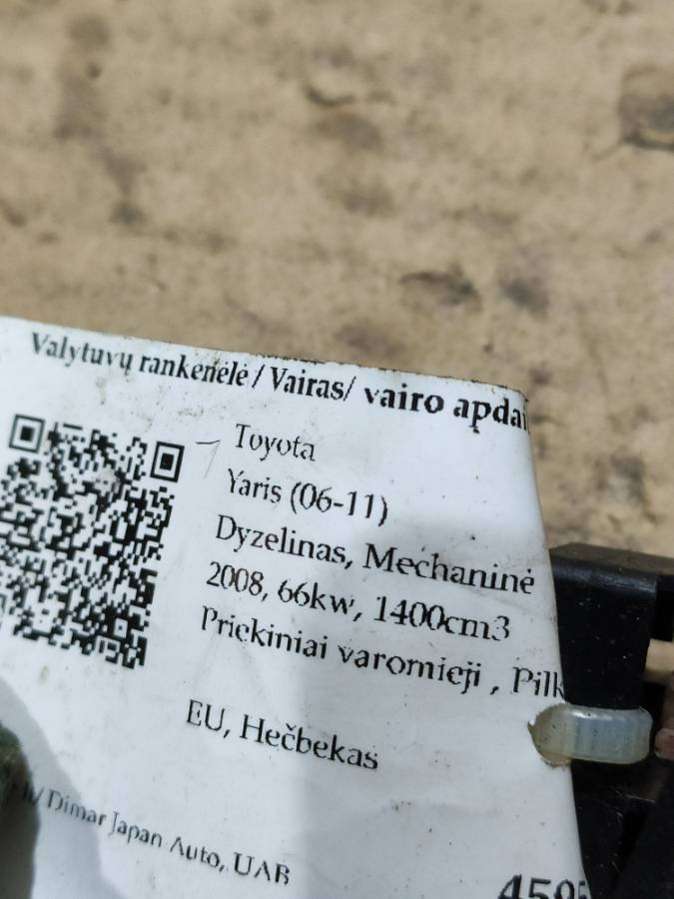 Valytuvų rankenėlė / Vairas/ vairo apdai
Toyota
Yaris (06-11)
Dyzelinas, Mechaninė
2008, 66kw, 1400cm3
Priekiniai varomieji , Pilk
EU, Hečbekas
Dimar Japan Auto, UAB